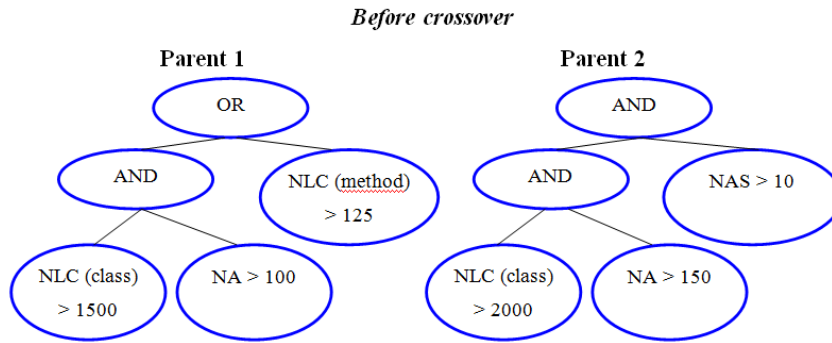 Before crossover
Parent 1
Parent 2
OR
AND
AND
NLC (method)
> 125
AND
NAS > 10
NLC (class)
> 1500
NA > 100
NLC (class)
> 2000
NA > 150